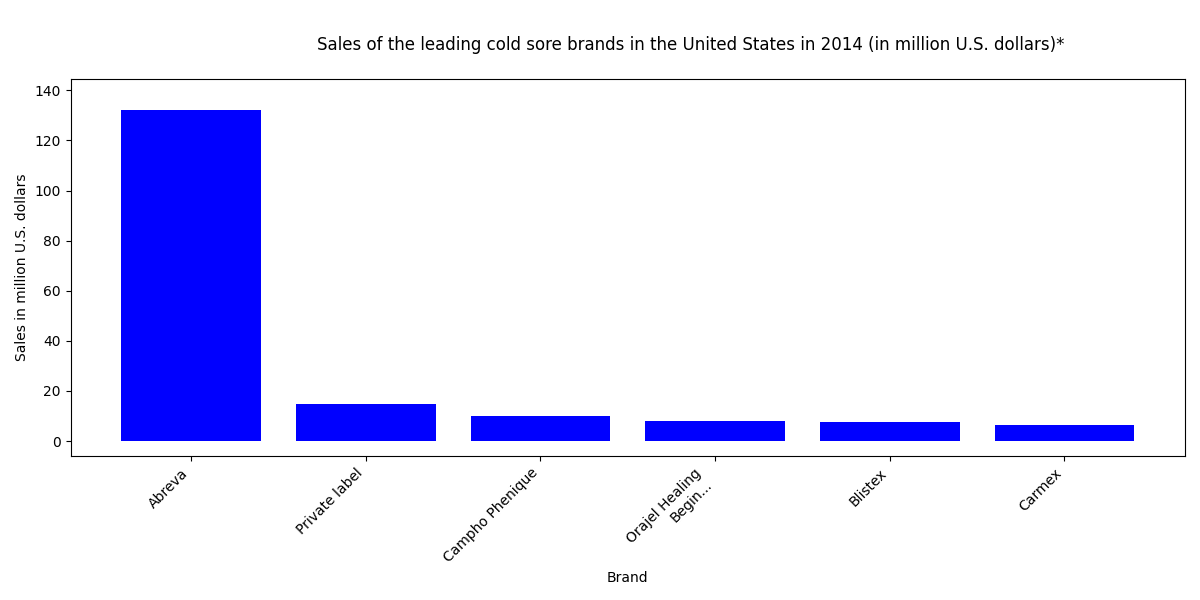 Sales of the leading cold sore brands in the United States in 2014 (in million U.S. dollars)*
Sales in million U.S. dollars
140
120
100
80
60
40
20
0
Abreva
Private label
Campho Phenique
Orajel Healing
Begin...
Blistex
Carmex
Brand